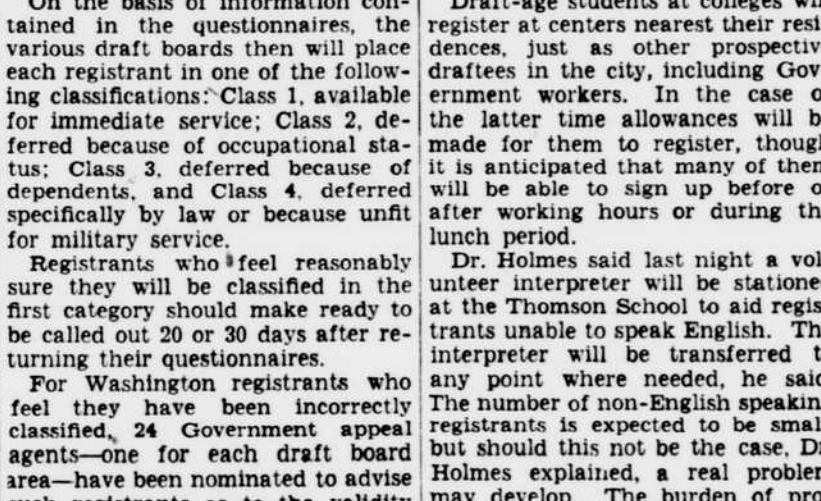 On the basis of information con-
tained in the questionnaires, the
various draft boards then will place
each registrant in one of the follow-
ing classifications: Class 1, available
for immediate service; Class 2, de-
ferred because of occupational sta-
tus; Class 3, deferred because of
dependents, and Class 4, deferred
specifically by law or because unfit
for military service.
Registrants who feel reasonably
sure they will be classified in the
first category should make ready to
be called out 20 or 30 days after re-
turning their questionnaires.
For Washington registrants who
feel they have been incorrectly
classified, 24 Government appeal
agents—one for each draft board
area—have been nominated to advise
such registrants as to the validity
Draft-age students at colleges wil
register at centers nearest their resi
dences, just as other prospectiv
draftees in the city, including Gov
ernment workers. In the case o
the latter time allowances will b
made for them to register, though
it is anticipated that many of them
will be able to sign up before o
after working hours or during th
lunch period.
Dr. Holmes said last night a vol
unteer interpreter will be statione
at the Thomson School to aid regis
trants unable to speak English. Th
interpreter will be transferred t
any point where needed, he said
The number of non-English speakin
registrants is expected to be smal
but should this not be the case, D
Holmes explained, a real problem
may develop. The burden of pro